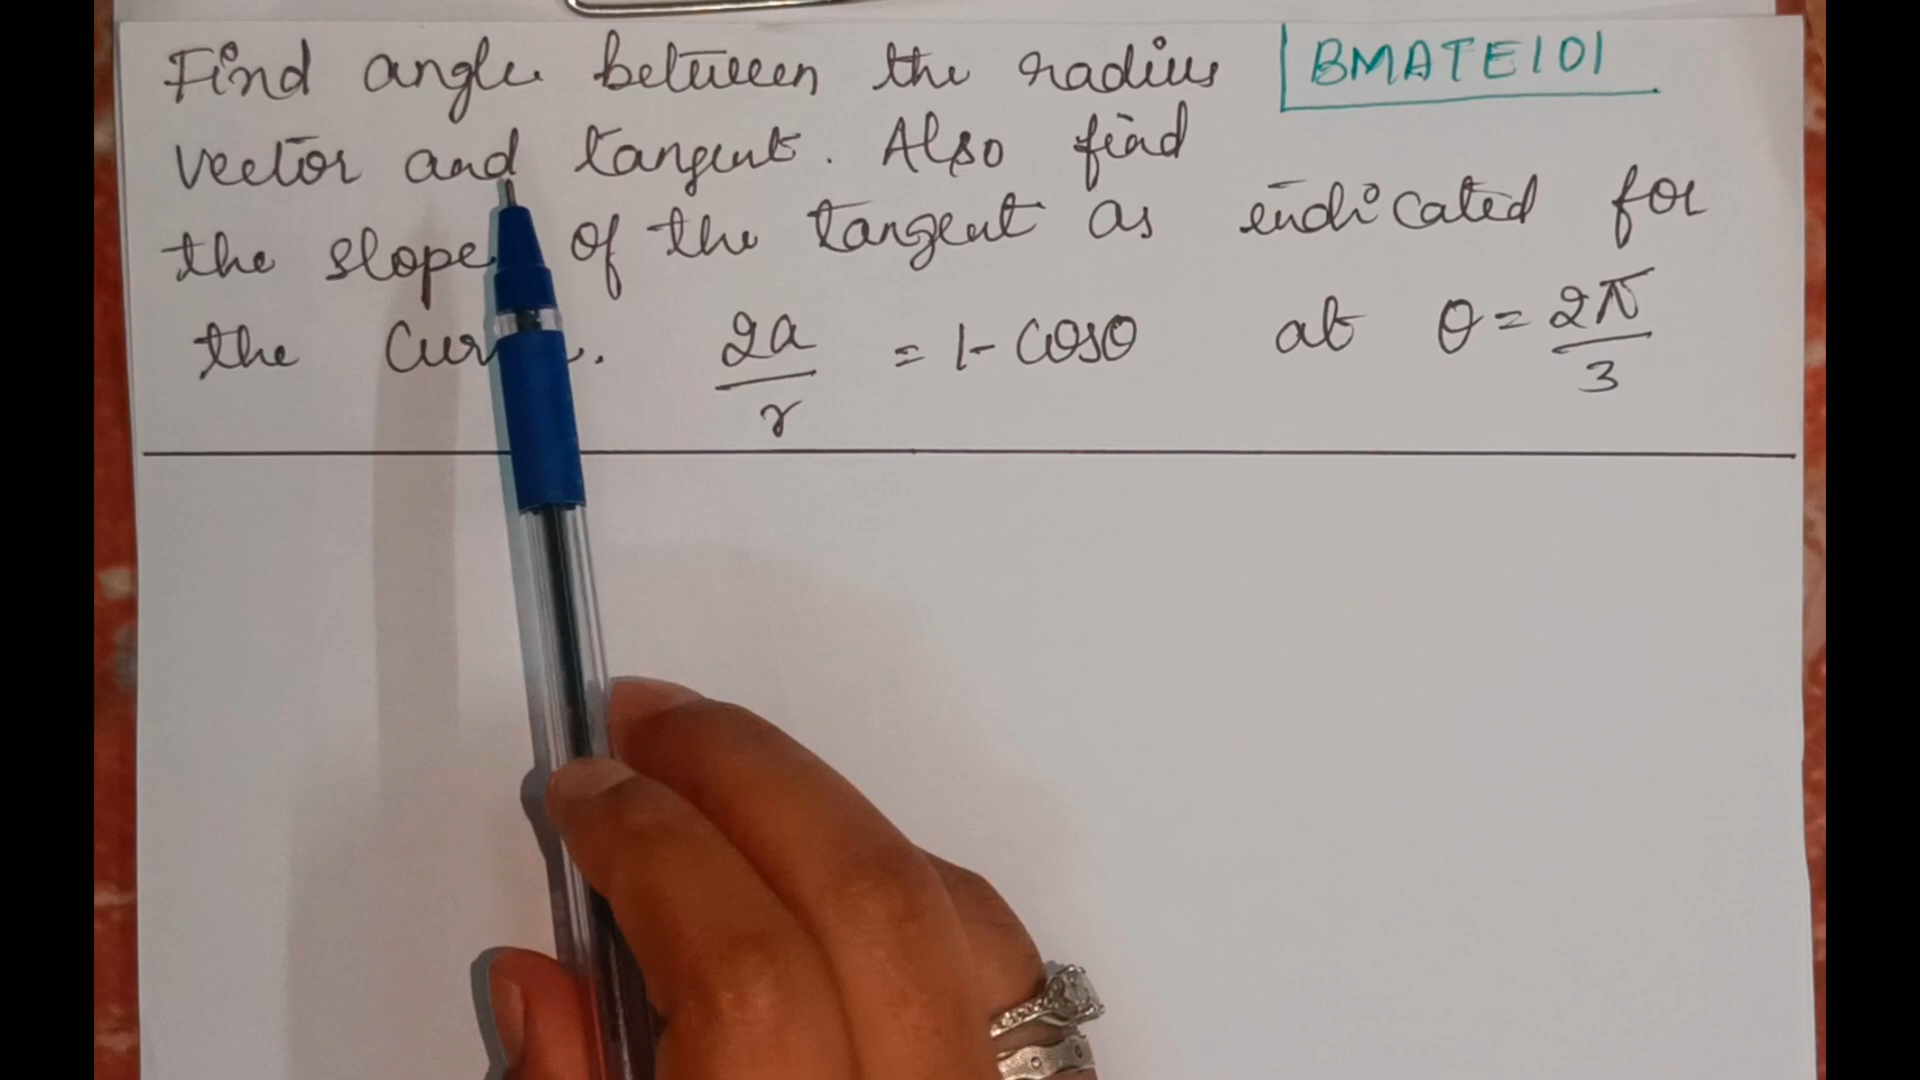 Find angle between the radius
BMATE101
vector and tangent. Also find
the slope of the tangent as indicated for
the 2a/r = 1- cosθ at θ = 2π/3